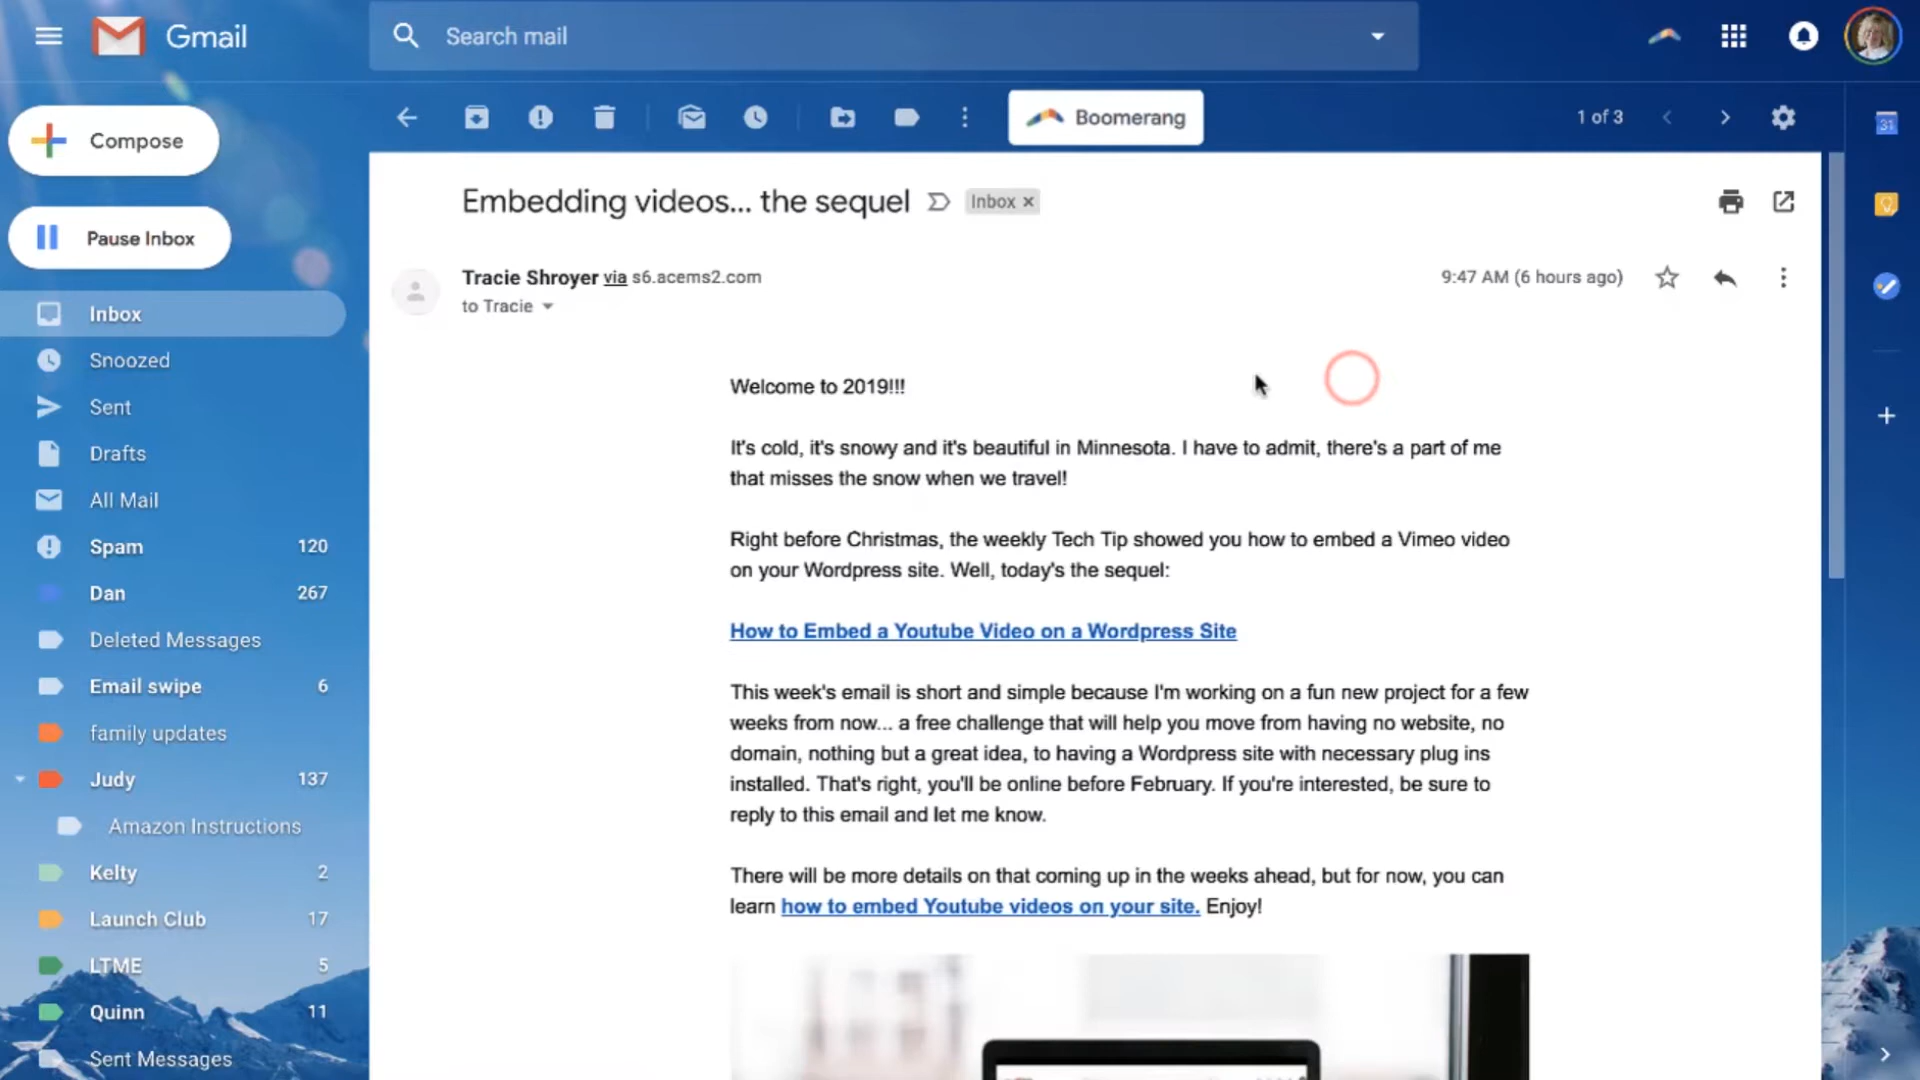 Gmail
Search mail
Compose
Boomerang
1 of 3
31
Pause Inbox
Inbox
Snoozed
Sent
Drafts
All Mail
Spam 120
Dan 267
Deleted Messages
Email swipe 6
family updates
Judy 137
Amazon Instructions
Kelty 2
Launch Club 17
LTME 5
Quinn 11
Sent Messages
Embedding videos... the sequel Inbox ×
Tracie Shroyer via s6.acems2.com 9:47 AM (6 hours ago)
to Tracie
Welcome to 2019!!!
It's cold, it's snowy and it's beautiful in Minnesota. I have to admit, there's a part of me
that misses the snow when we travel!
Right before Christmas, the weekly Tech Tip showed you how to embed a Vimeo video
on your Wordpress site. Well, today's the sequel:
How to Embed a Youtube Video on a Wordpress Site
This week's email is short and simple because I'm working on a fun new project for a few
weeks from now... a free challenge that will help you move from having no website, no
domain, nothing but a great idea, to having a Wordpress site with necessary plug ins
installed. That's right, you'll be online before February. If you're interested, be sure to
reply to this email and let me know.
There will be more details on that coming up in the weeks ahead, but for now, you can
learn how to embed Youtube videos on your site. Enjoy!